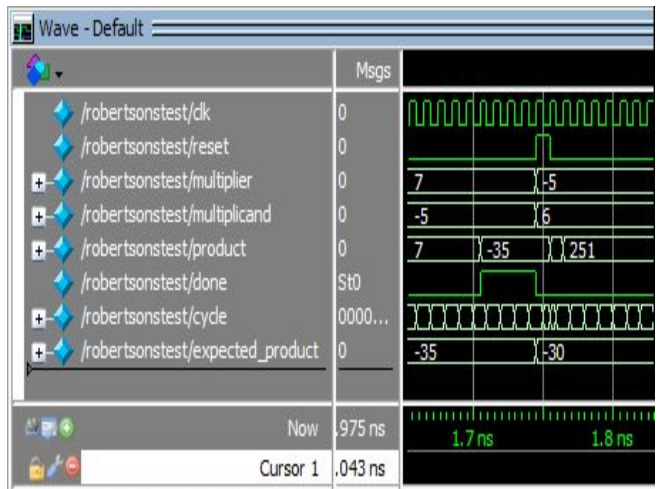 Wave - Default
Msgs
/robertsonstest/clk 0
/robertsonstest/reset 0
/robertsonstest/multiplier 0 7 -5
/robertsonstest/multiplicand 0 -5 6
/robertsonstest/product 0 7 -35 251
/robertsonstest/done St0
/robertsonstest/cycle 0000...
/robertsonstest/expected_product 0 -35 -30
Now .975 ns 1.7 ns 1.8 ns
Cursor 1 .043 ns